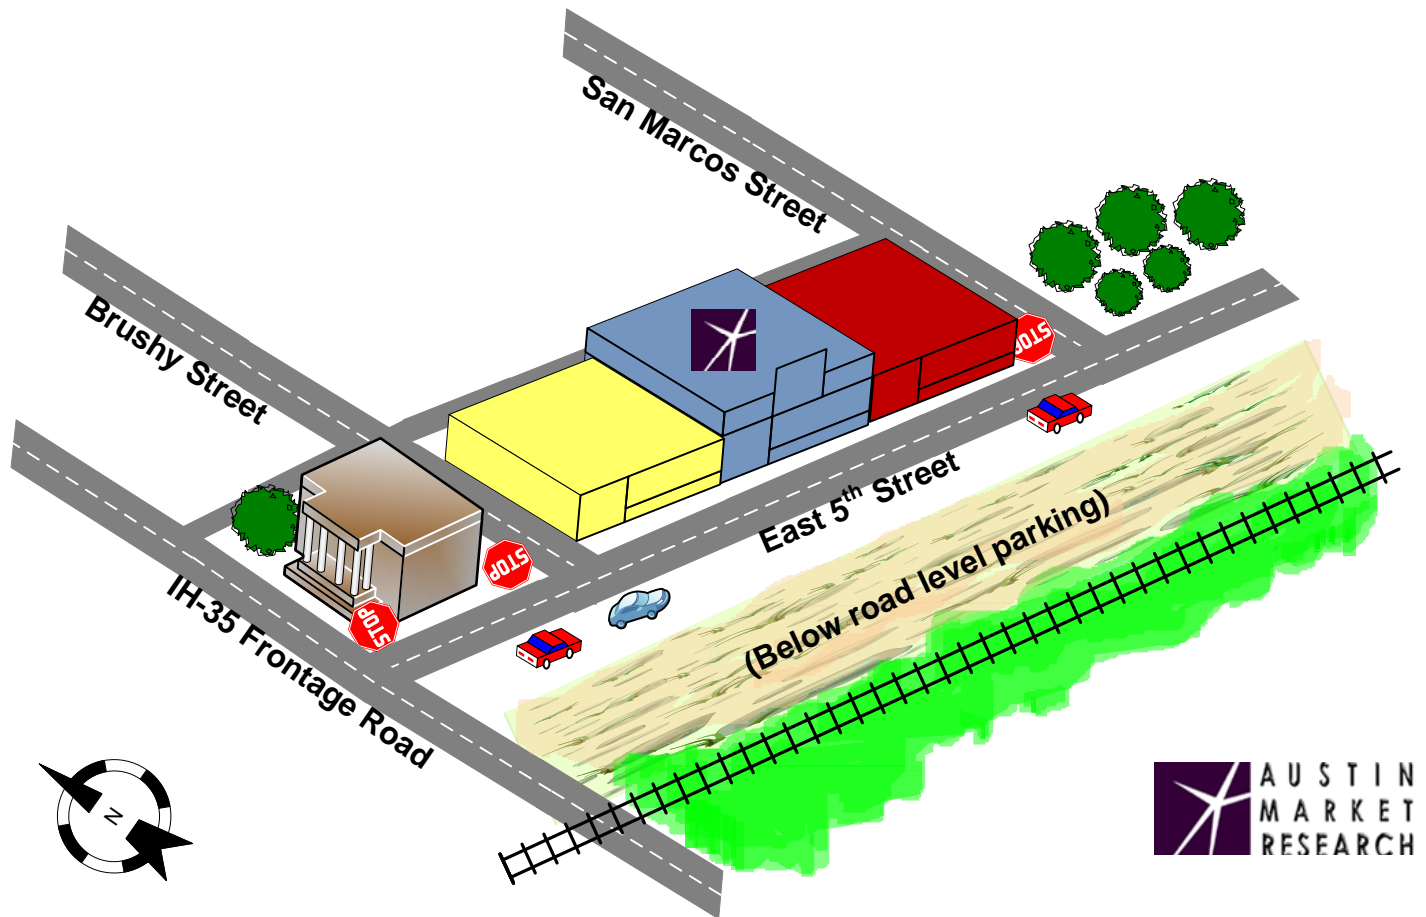 San Marcos Street
Brushy Street
STOP
East 5th Street
STOP
(Below road level parking)
STOP
IH-35 Frontage Road
N
AUSTIN
MARKET
RESEARCH